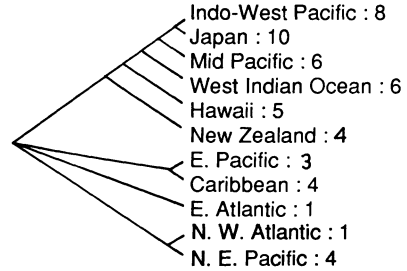 Indo-West Pacific : 8
Japan : 10
Mid Pacific : 6
West Indian Ocean : 6
Hawaii : 5
New Zealand : 4
E. Pacific : 3
Caribbean : 4
E. Atlantic : 1
N. W. Atlantic : 1
N. E. Pacific : 4